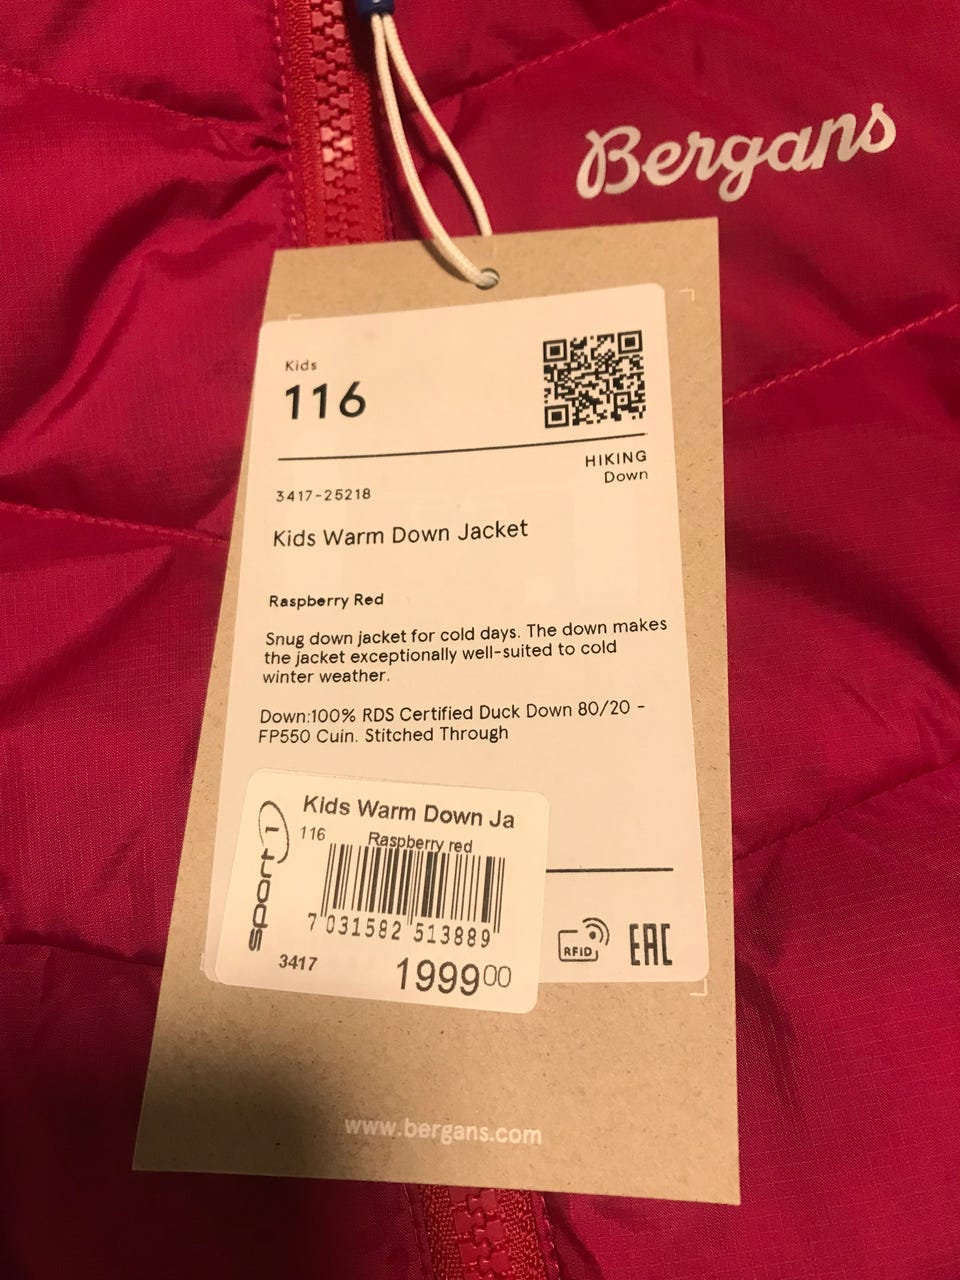 Bergans
Kids
116
HIKING
Down
3417-25218
Kids Warm Down Jacket
Raspberry Red
Snug down jacket for cold days. The down makes
the jacket exceptionally well-suited to cold
winter weather.
Down:100% RDS Certified Duck Down 80/20 -
FP550 Cuin. Stitched Through
sport 1
Kids Warm Down Ja
116 Raspberry red
7 031582 513889
3417 1999 00
RFID
EAC
www.bergans.com